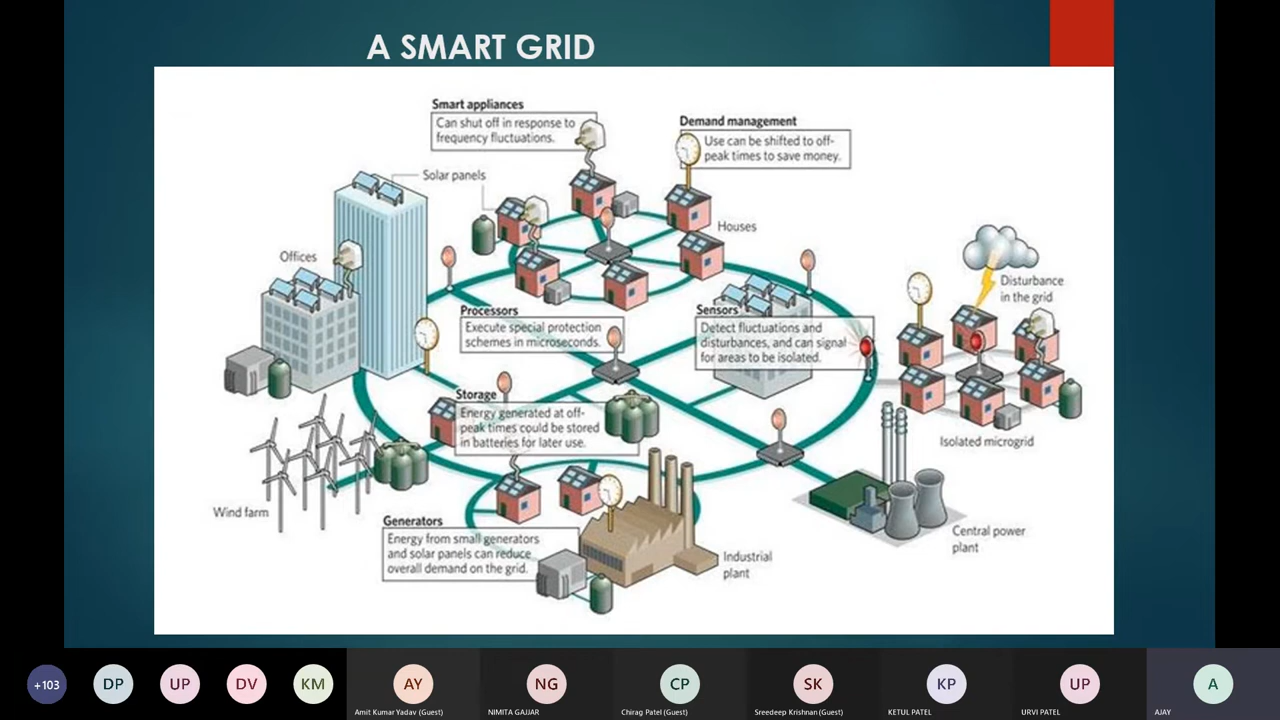 A SMART GRID
Smart appliances
Can shut off in response to
frequency fluctuations.
Demand management
Use can be shifted to off-
peak times to save money.
Solar panels
Houses
Offices
Disturbance
in the grid
Processors
Execute special protection
schemes in microseconds.
Sensors
Detect fluctuations and
disturbances, and can signal
for areas to be isolated.
Storage
Energy generated at off-
peak times could be stored
in batteries for later use.
Isolated microgrid
Wind farm
Generators
Energy from small generators
and solar panels can reduce
overall demand on the grid.
Industrial
plant
Central power
plant
+103
DP
UP
DV
KM
AY
Amit Kumar Yadav (Guest)
NG
NIMITA GAJJAR
CP
Chirag Patel (Guest)
SK
Sreedeep Krishnan (Guest)
KP
KETUL PATEL
UP
URVI PATEL
A
AJAY